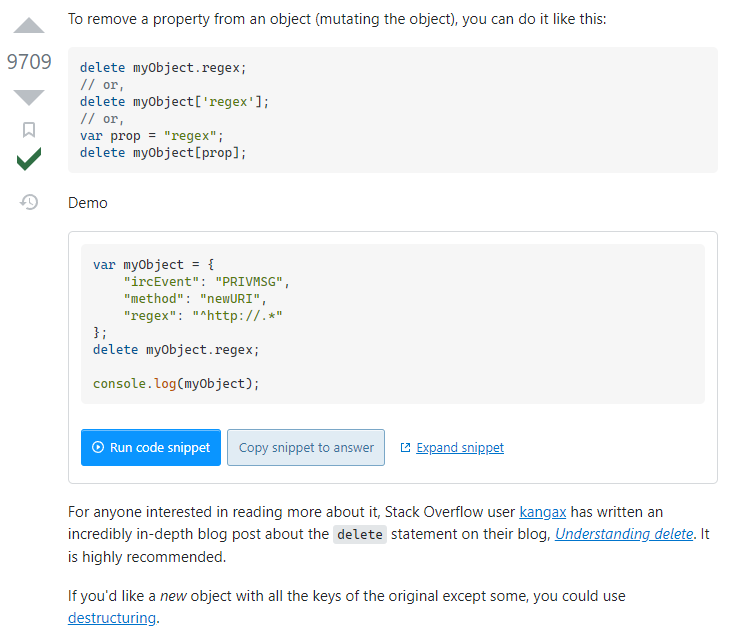 To remove a property from an object (mutating the object), you can do it like this:
9709
delete myObject.regex;
// or,
delete myObject['regex'];
// or,
var prop = "regex";
delete myObject[prop];
Demo
var myObject = {
    "ircEvent": "PRIVMSG",
    "method": "newURI",
    "regex": "^http://.*"
};
delete myObject.regex;
console.log(myObject);
Run code snippet
Copy snippet to answer
Expand snippet
For anyone interested in reading more about it, Stack Overflow user kangax has written an
incredibly in-depth blog post about the delete statement on their blog, Understanding delete. It
is highly recommended.
If you'd like a new object with all the keys of the original except some, you could use
destructuring.